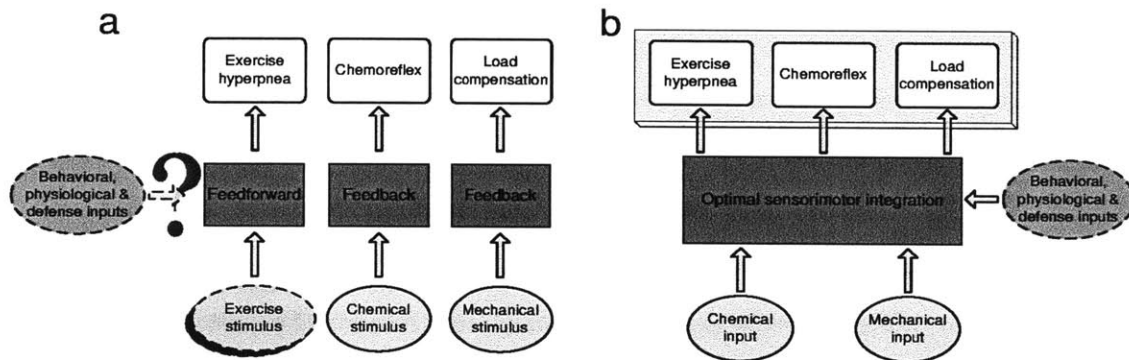 a
Exercise
hyperpnea
Chemoreflex
Load
compensation
Behavioral,
physiological &
defense inputs
?
Feedforward
Feedback
Feedback
Exercise
stimulus
Chemical
stimulus
Mechanical
stimulus
b
Exercise
hyperpnea
Chemoreflex
Load
compensation
Optimal sensorimotor integration
Behavioral,
physiological &
defense inputs
Chemical
input
Mechanical
input